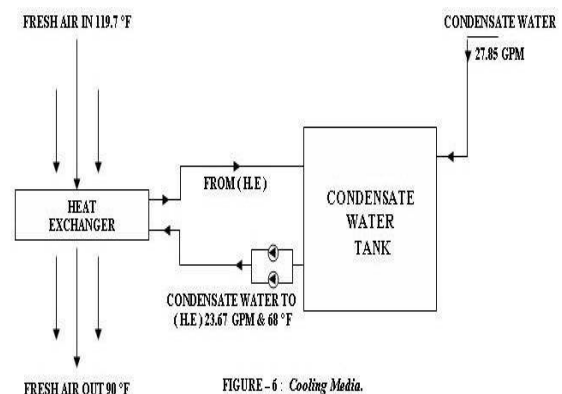 FRESH AIR IN 119.7 °F
CONDENSATE WATER
27.85 GPM
FROM ( H.E )
HEAT
EXCHANGER
CONDENSATE
WATER
TANK
CONDENSATE WATER TO
( H.E ) 23.67 GPM & 68 °F
FRESH AIR OUT 90 °F
FIGURE – 6 : Cooling Media.